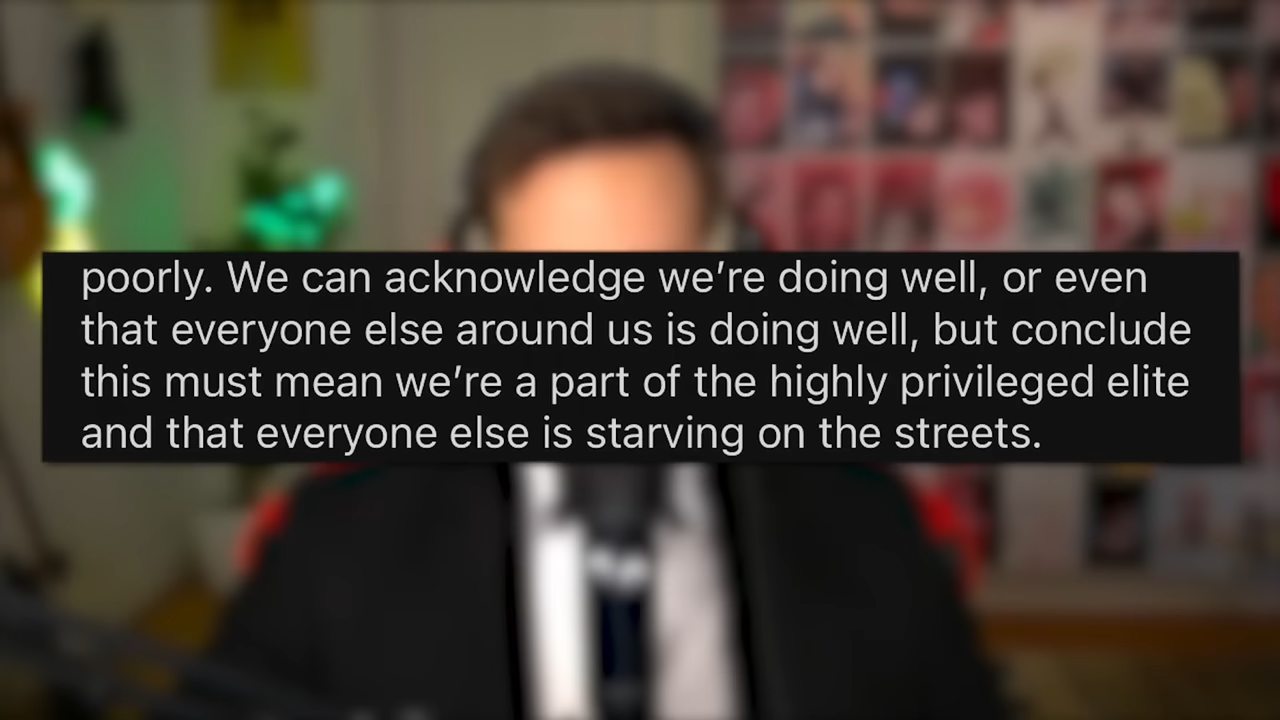 poorly. We can acknowledge we’re doing well, or even
that everyone else around us is doing well, but conclude
this must mean we’re a part of the highly privileged elite
and that everyone else is starving on the streets.